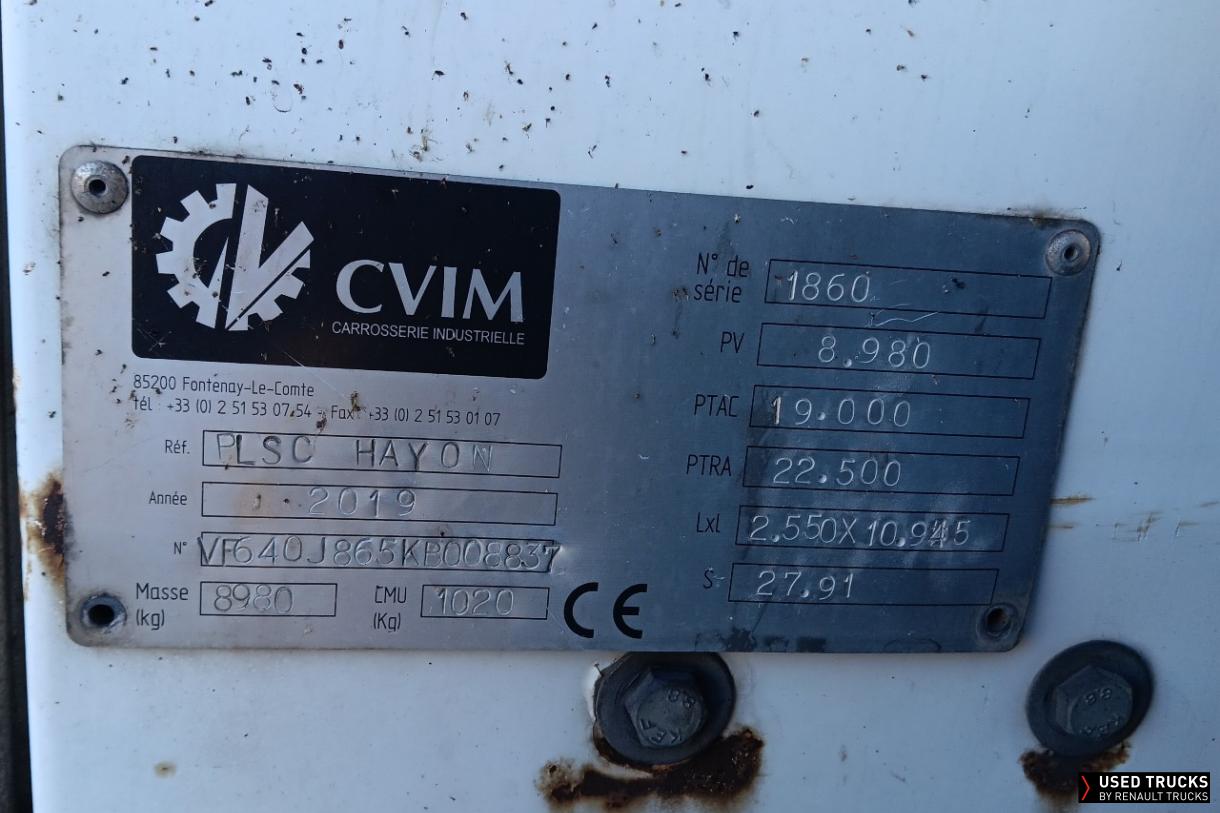 CVIM
CARROSSERIE INDUSTRIELLE
85200 Fontenay-Le-Comte
tél : +33 (0) 2 51 53 07 54 - Fax : +33 (0) 2 51 53 01 07
Réf. PLSC HAYON
Année 2019
N° VF640J865KB008837
Masse (kg) 8980 CMU (Kg) 1020
CE
N° de série 1860
PV 8.980
PTAC 19.000
PTRA 22.500
Lxl 2.550X10.945
S 27.91
8.8
USED TRUCKS
BY RENAULT TRUCKS